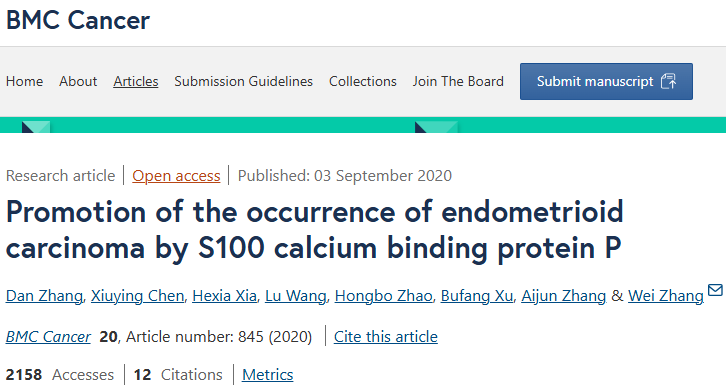 BMC Cancer
Home About Articles Submission Guidelines Collections Join The Board Submit manuscript
Research article | Open access | Published: 03 September 2020
Promotion of the occurrence of endometrioid
carcinoma by S100 calcium binding protein P
Dan Zhang, Xiuying Chen, Hexia Xia, Lu Wang, Hongbo Zhao, Bufang Xu, Aijun Zhang & Wei Zhang
BMC Cancer 20, Article number: 845 (2020) | Cite this article
2158 Accesses | 12 Citations | Metrics